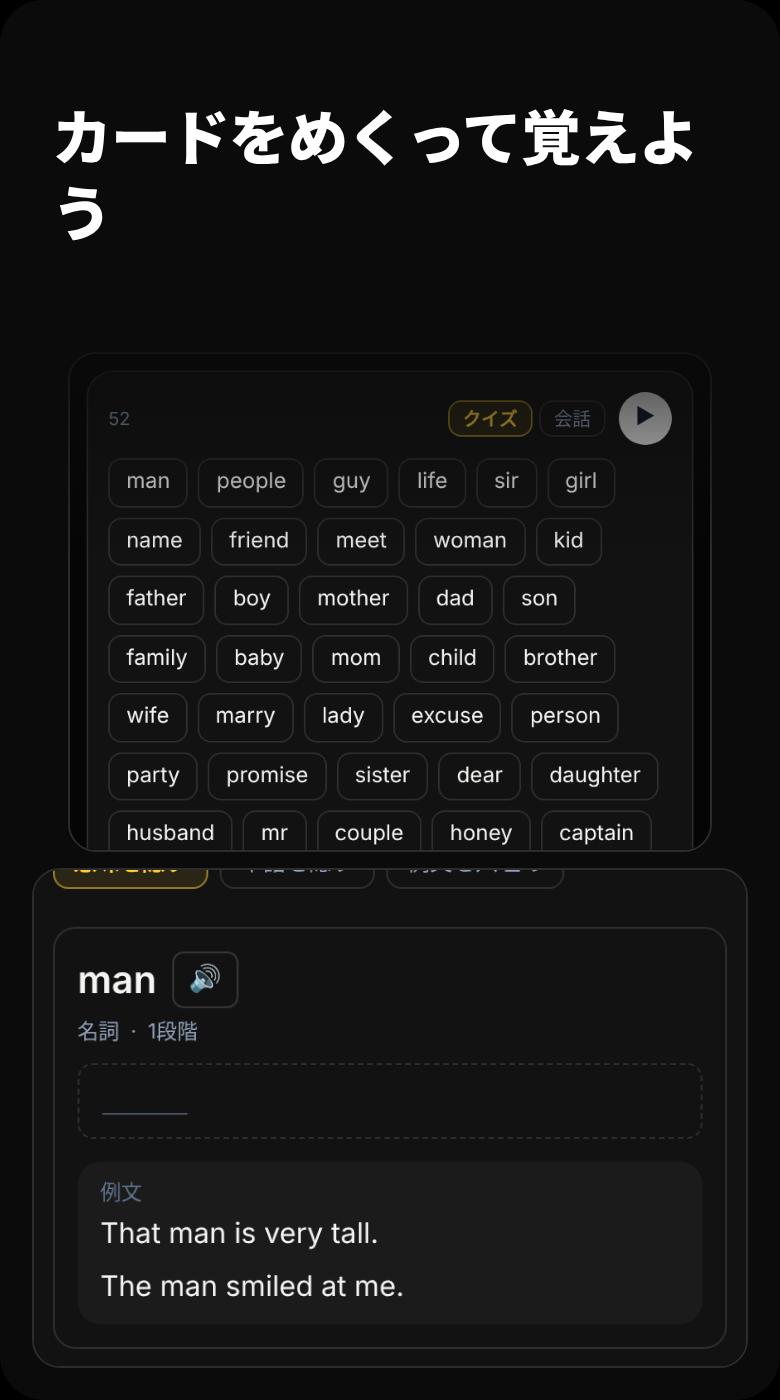 カードをめくって覚えよ
う
52 クイズ 会話
man people guy life sir girl
name friend meet woman kid
father boy mother dad son
family baby mom child brother
wife marry lady excuse person
party promise sister dear daughter
husband mr couple honey captain
man
名詞 · 1段階
例文
That man is very tall.
The man smiled at me.